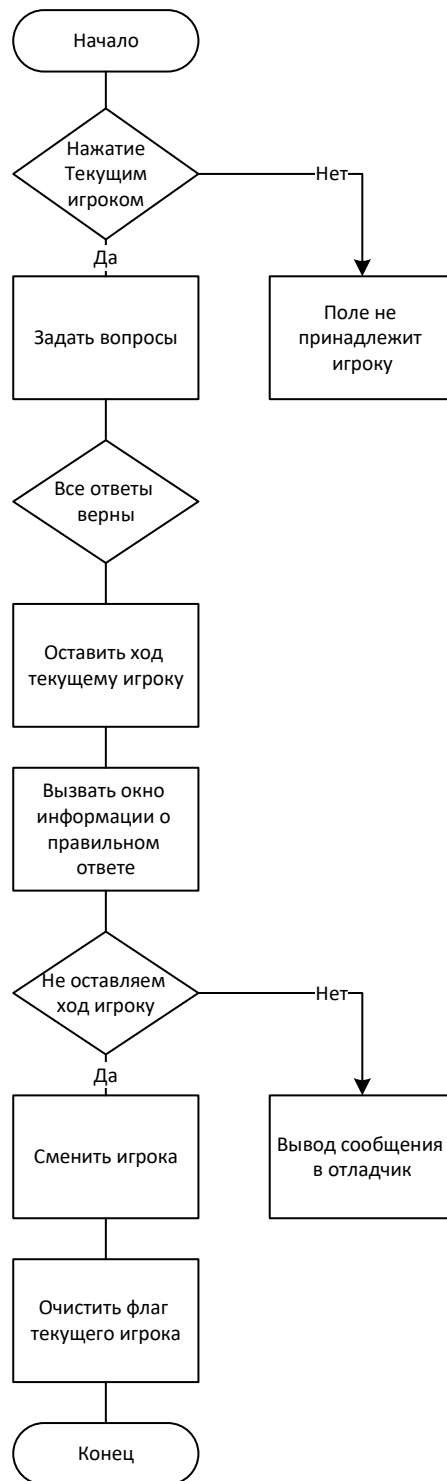 Начало
Нажатие
Текущим
игроком
Нет
Да
Задать вопросы
Поле не
принадлежит
игроку
Все ответы
верны
Оставить ход
текущему игроку
Вызвать окно
информации о
правильном
ответе
Не оставляем
ход игроку
Нет
Да
Сменить игрока
Вывод сообщения
в отладчик
Очистить флаг
текущего игрока
Конец